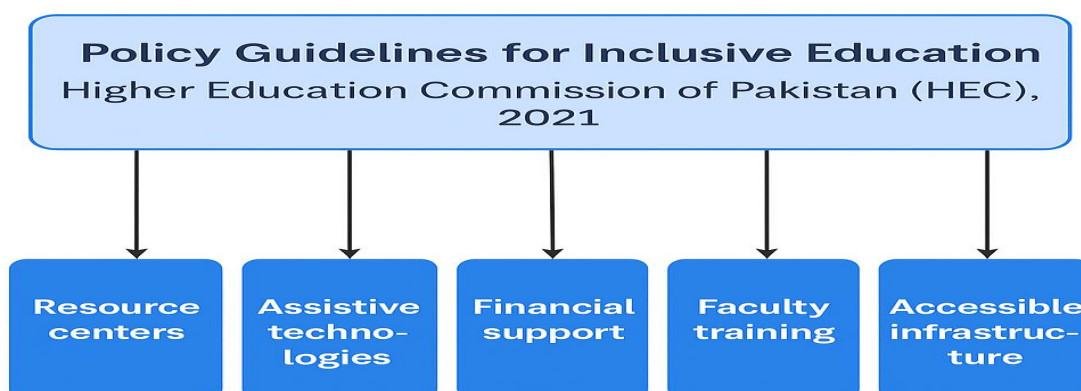 Policy Guidelines for Inclusive Education
Higher Education Commission of Pakistan (HEC),
2021
Resource
centers
Assistive
techno-
logies
Financial
support
Faculty
training
Accessible
infrastruc-
ture